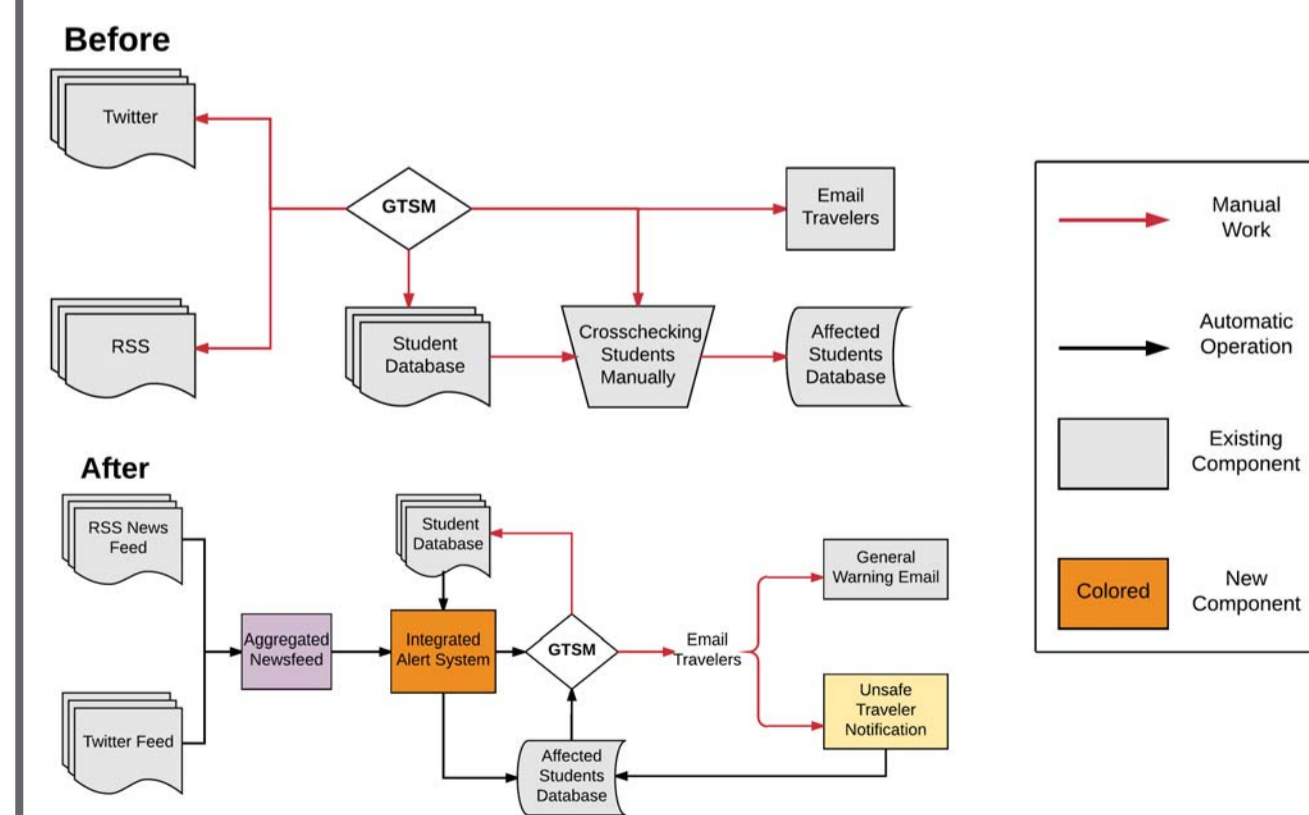 Before
Twitter
GTSM
Email
Travelers
RSS
Student
Database
Crosschecking
Students
Manually
Affected
Students
Database
After
RSS News
Feed
Student
Database
General
Warning Email
Aggregated
Newsfeed
Integrated
Alert System
GTSM
Email
Travelers
Unsafe
Traveler
Notification
Twitter Feed
Affected
Students
Database
Manual
Work
Automatic
Operation
Existing
Component
Colored
New
Component